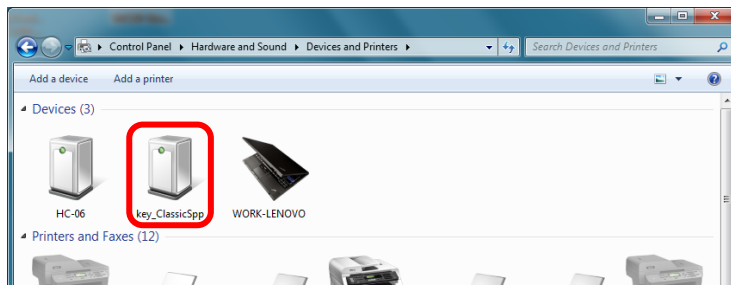 Control Panel ▸ Hardware and Sound ▸ Devices and Printers ▸
Search Devices and Printers
Add a device Add a printer
Devices (3)
HC-06 key_ClassicSpp WORK-LENOVO
Printers and Faxes (12)